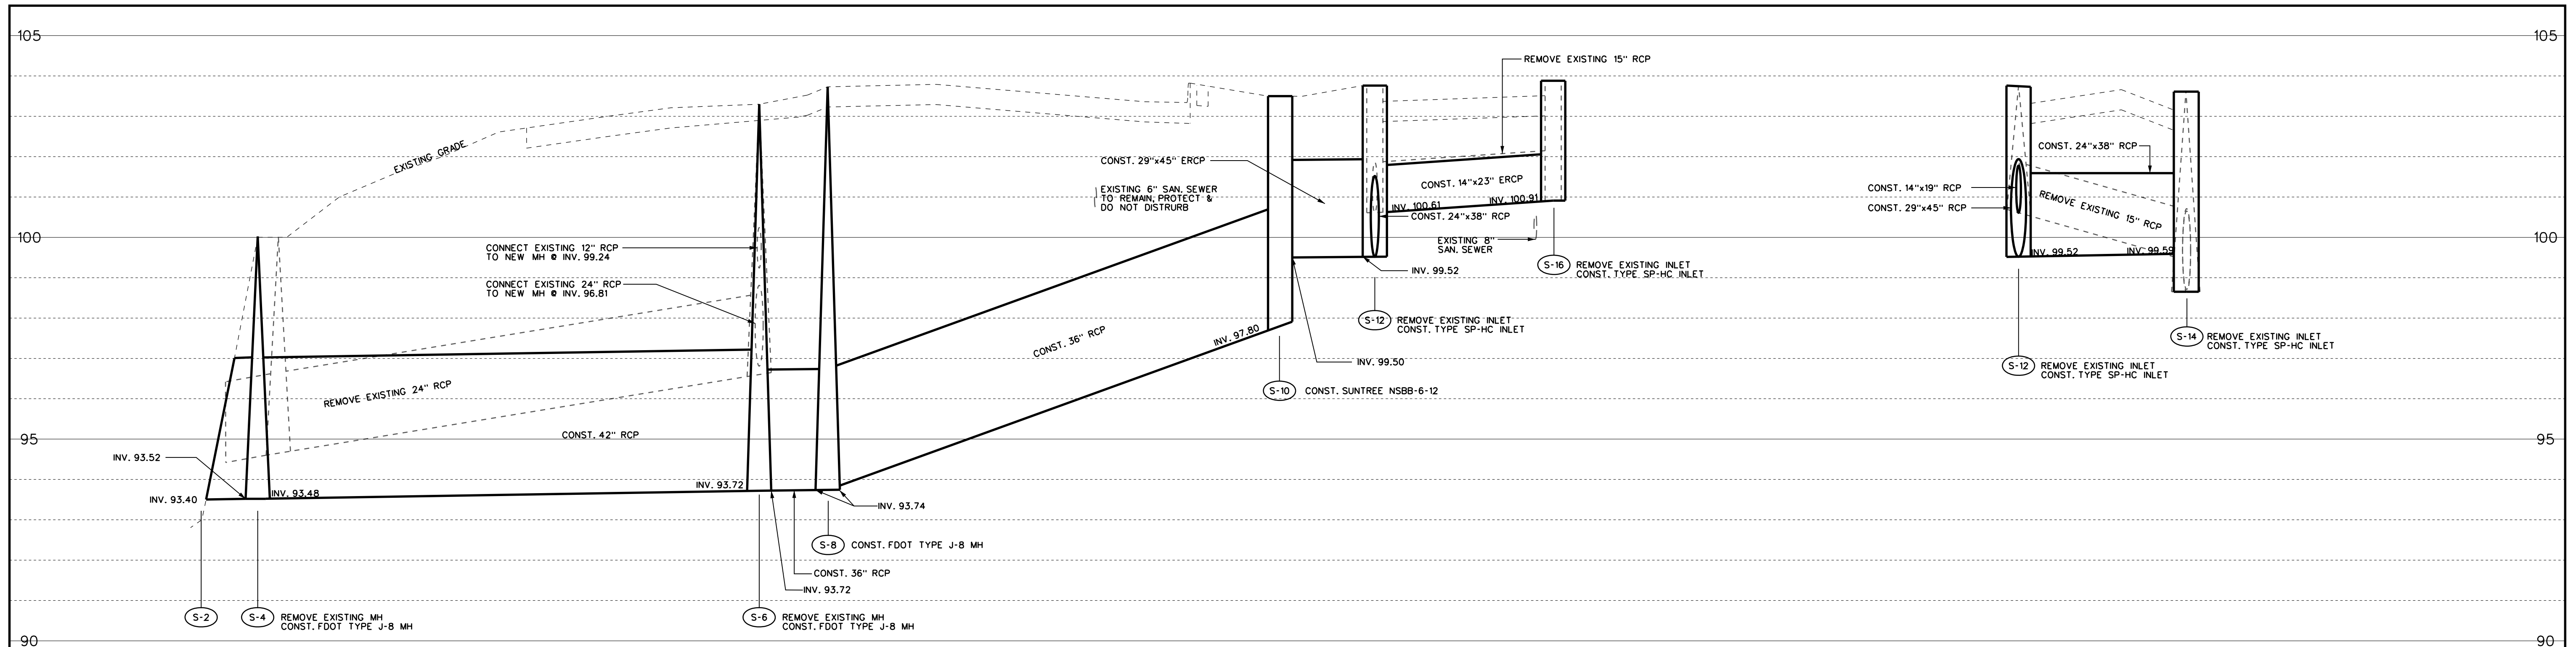 105
105
REMOVE EXISTING 15" RCP
EXISTING GRADE
CONST. 29"x45" ERCP
CONST. 24"x38" RCP
EXISTING 6" SAN. SEWER
TO REMAIN, PROTECT &
DO NOT DISTRURB
CONST. 14"x23" ERCP
INV. 100.61
INV. 100.91
CONST. 24"x38" RCP
CONST. 14"x19" RCP
CONST. 29"x45" RCP
REMOVE EXISTING 15" RCP
100
100
CONNECT EXISTING 12" RCP
TO NEW MH @ INV. 99.24
EXISTING 8"
SAN. SEWER
INV. 99.52
INV. 99.59
S-16
REMOVE EXISTING INLET
CONST. TYPE SP-HC INLET
INV. 99.52
CONNECT EXISTING 24" RCP
TO NEW MH @ INV. 96.81
S-12
REMOVE EXISTING INLET
CONST. TYPE SP-HC INLET
CONST. 36" RCP
INV. 97.80
S-14
REMOVE EXISTING INLET
CONST. TYPE SP-HC INLET
INV. 99.50
S-12
REMOVE EXISTING INLET
CONST. TYPE SP-HC INLET
REMOVE EXISTING 24" RCP
S-10
CONST. SUNTREE NSBB-6-12
95
CONST. 42" RCP
95
INV. 93.52
INV. 93.40
INV. 93.48
INV. 93.72
INV. 93.74
S-8
CONST. FDOT TYPE J-8 MH
CONST. 36" RCP
INV. 93.72
S-2
S-4
REMOVE EXISTING MH
CONST. FDOT TYPE J-8 MH
S-6
REMOVE EXISTING MH
CONST. FDOT TYPE J-8 MH
90
90